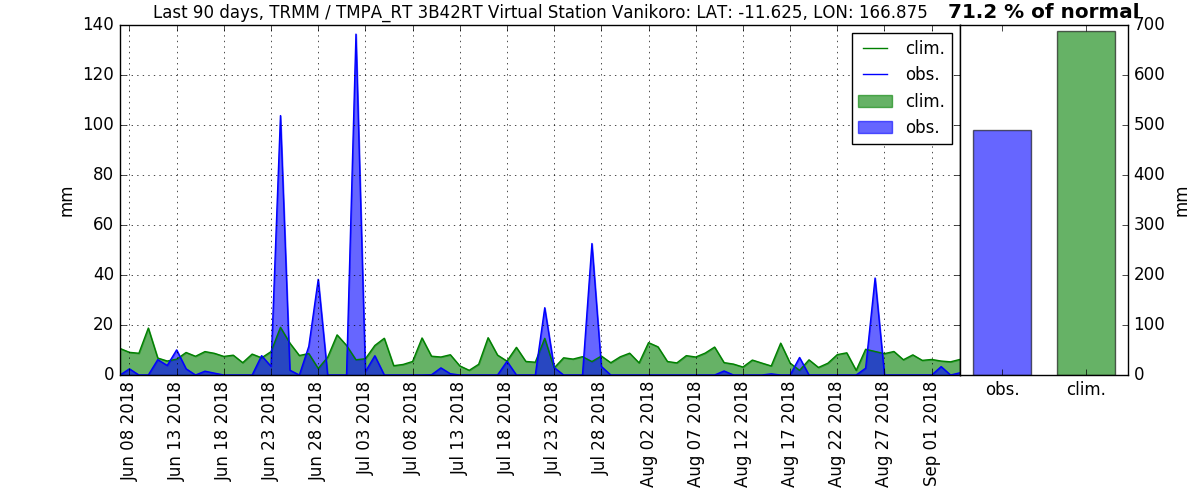 Last 90 days, TRMM / TMPA_RT 3B42RT Virtual Station Vanikoro: LAT: -11.625, LON: 166.875
71.2 % of normal
140
120
100
80
60
40
20
0
mm
clim.
obs.
clim.
obs.
Jun 08 2018
Jun 13 2018
Jun 18 2018
Jun 23 2018
Jun 28 2018
Jul 03 2018
Jul 08 2018
Jul 13 2018
Jul 18 2018
Jul 23 2018
Jul 28 2018
Aug 02 2018
Aug 07 2018
Aug 12 2018
Aug 17 2018
Aug 22 2018
Aug 27 2018
Sep 01 2018
obs.
clim.
700
600
500
400
300
200
100
0
mm